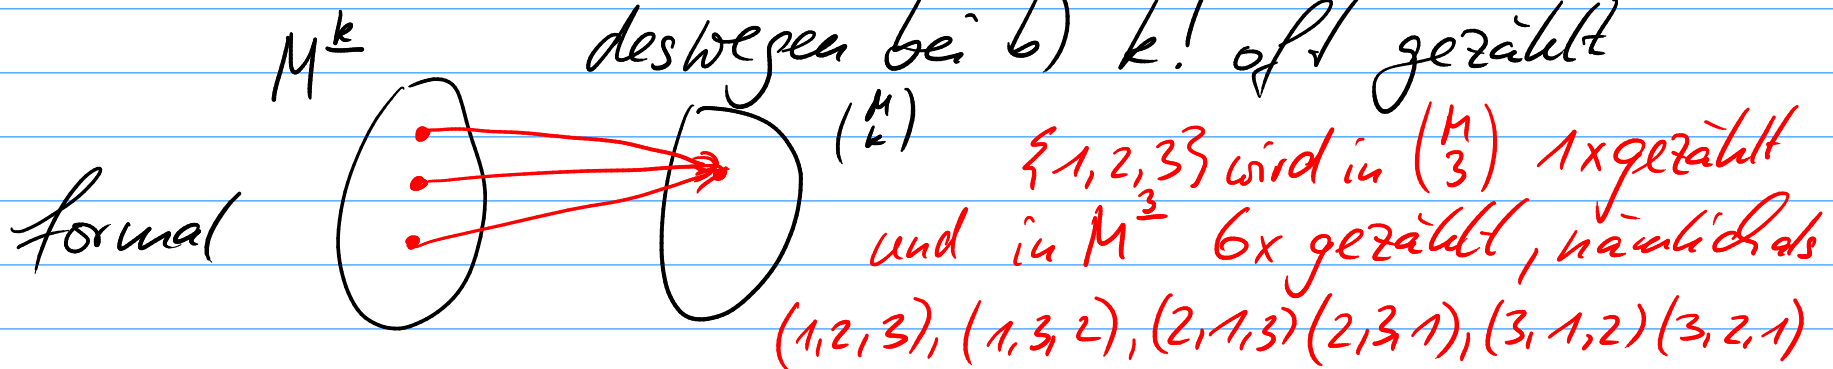 M^k̲ deswegen bei b) k! oft gezählt
(M k)
{1,2,3} wird in (M 3) 1x gezählt
formal und in M^3̲ 6x gezählt, nämlich als
(1,2,3), (1,3,2), (2,1,3) (2,3,1), (3,1,2) (3,2,1)